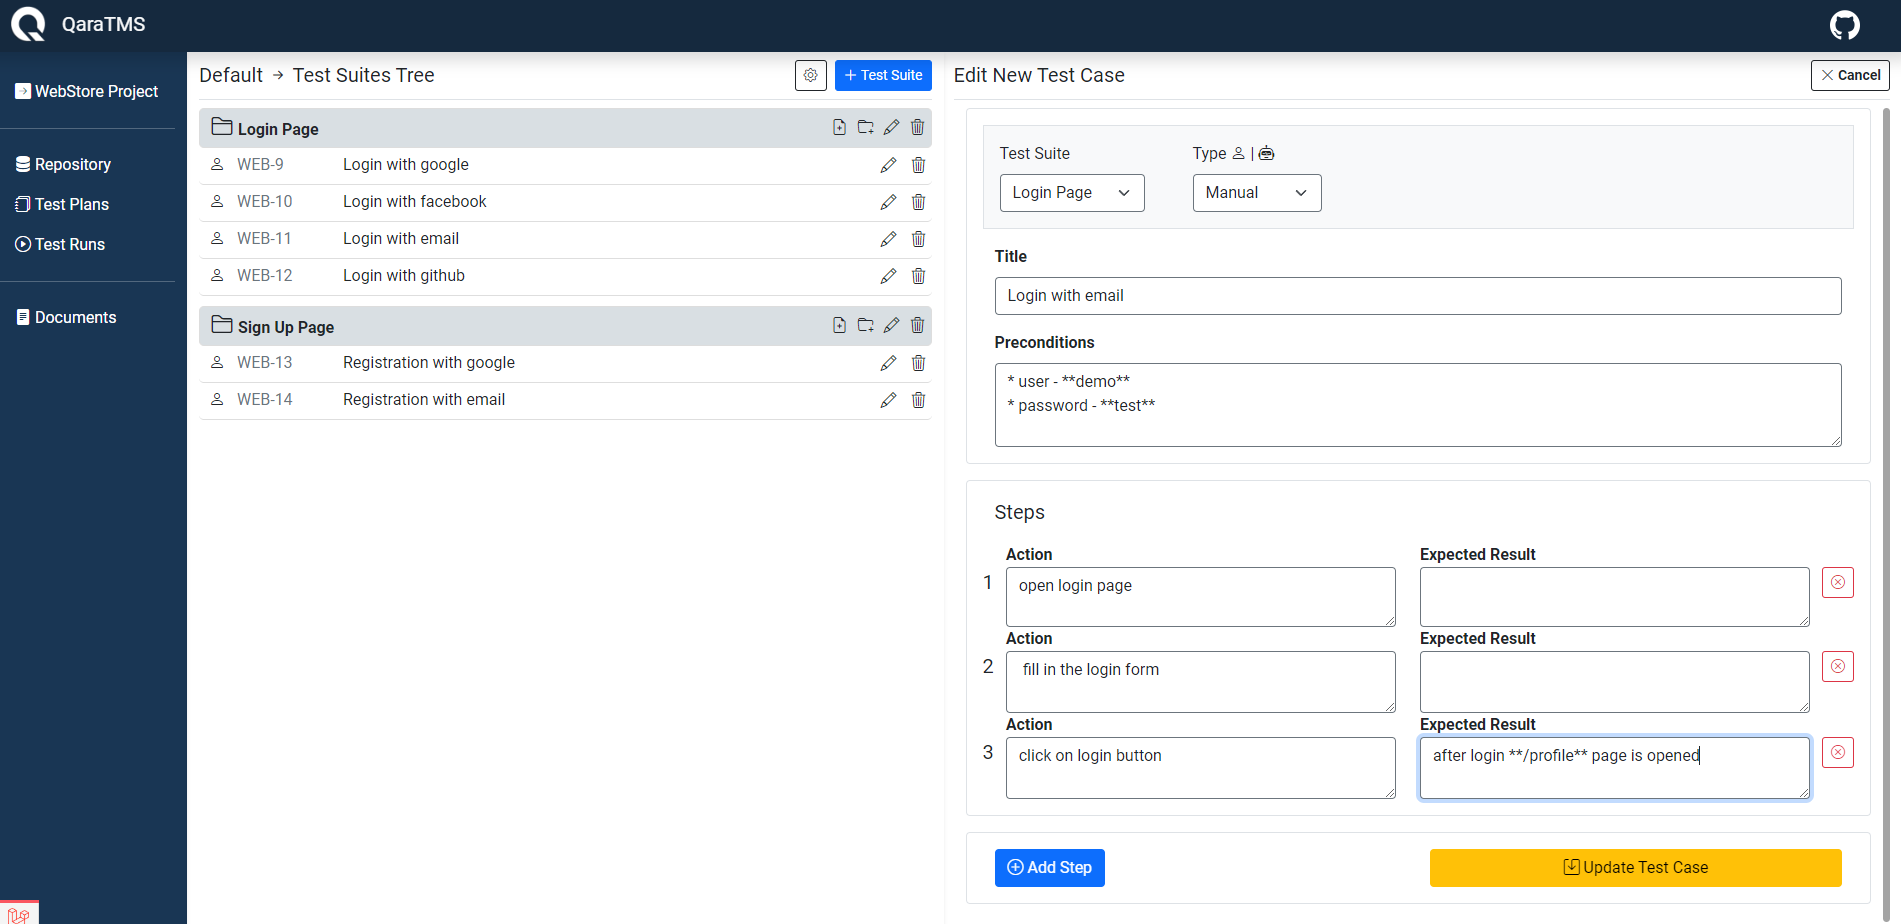 QaraTMS
WebStore Project
Repository
Test Plans
Test Runs
Documents
Default → Test Suites Tree
+ Test Suite
Login Page
WEB-9 Login with google
WEB-10 Login with facebook
WEB-11 Login with email
WEB-12 Login with github
Sign Up Page
WEB-13 Registration with google
WEB-14 Registration with email
Edit New Test Case
Cancel
Test Suite
Type |
Login Page
Manual
Title
Login with email
Preconditions
* user - **demo**
* password - **test**
Steps
Action Expected Result
1 open login page
Action Expected Result
2 fill in the login form
Action Expected Result
3 click on login button after login **/profile** page is opened
Add Step
Update Test Case